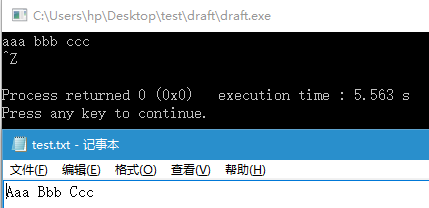 C:\Users\hp\Desktop\test\draft\draft.exe
aaa bbb ccc
^Z
Process returned 0 (0x0)   execution time : 5.563 s
Press any key to continue.
test.txt - 记事本
文件(F) 编辑(E) 格式(O) 查看(V) 帮助(H)
Aaa Bbb Ccc